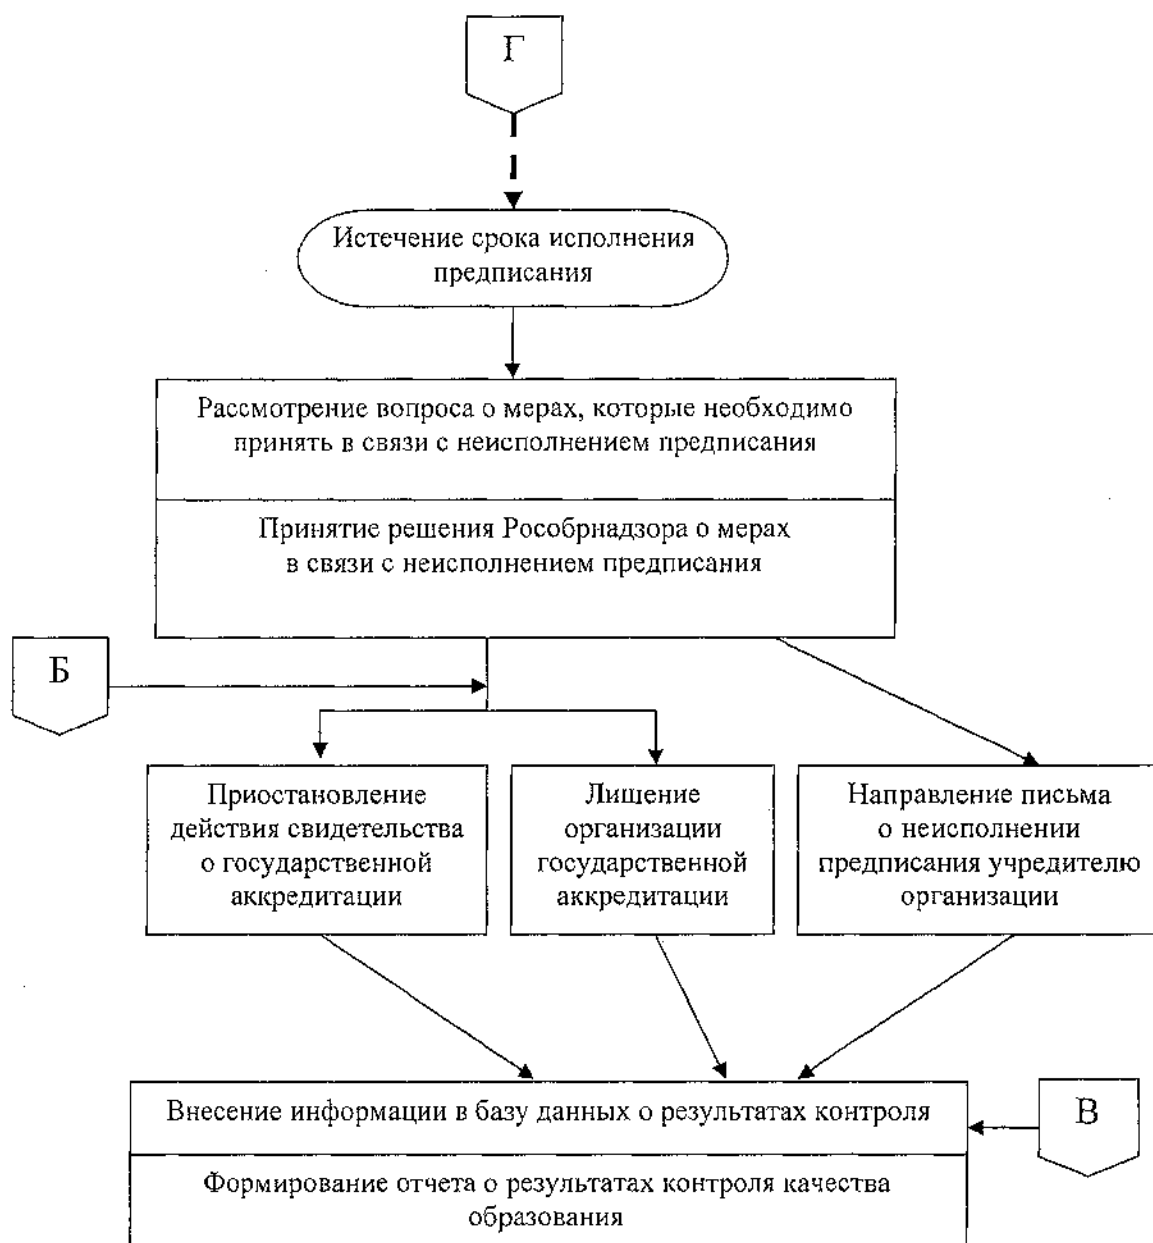 Г
Истечение срока исполнения
предписания
Рассмотрение вопроса о мерах, которые необходимо
принять в связи с неисполнением предписания
Принятие решения Рособрнадзора о мерах
в связи с неисполнением предписания
Б
Приостановление
действия свидетельства
о государственной
аккредитации
Лишение
организации
государственной
аккредитации
Направление письма
о неисполнении
предписания учредителю
организации
Внесение информации в базу данных о результатах контроля
В
Формирование отчета о результатах контроля качества
образования